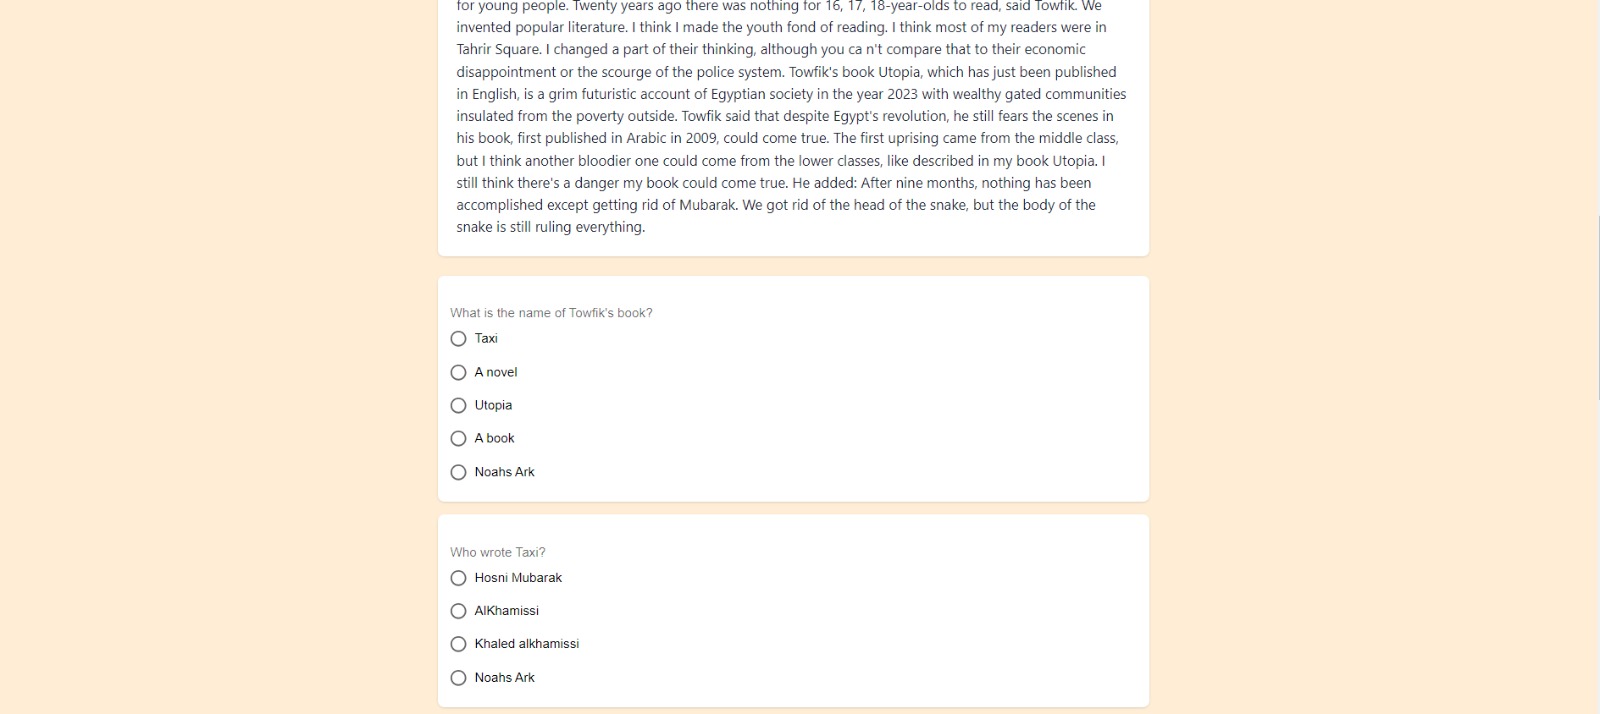 for young people. Twenty years ago there was nothing for 16, 17, 18-year-olds to read, said Towfik. We
invented popular literature. I think I made the youth fond of reading. I think most of my readers were in
Tahrir Square. I changed a part of their thinking, although you ca n't compare that to their economic
disappointment or the scourge of the police system. Towfik's book Utopia, which has just been published
in English, is a grim futuristic account of Egyptian society in the year 2023 with wealthy gated communities
insulated from the poverty outside. Towfik said that despite Egypt's revolution, he still fears the scenes in
his book, first published in Arabic in 2009, could come true. The first uprising came from the middle class,
but I think another bloodier one could come from the lower classes, like described in my book Utopia. I
still think there's a danger my book could come true. He added: After nine months, nothing has been
accomplished except getting rid of Mubarak. We got rid of the head of the snake, but the body of the
snake is still ruling everything.
What is the name of Towfik's book?
Taxi
A novel
Utopia
A book
Noahs Ark
Who wrote Taxi?
Hosni Mubarak
AlKhamissi
Khaled alkhamissi
Noahs Ark